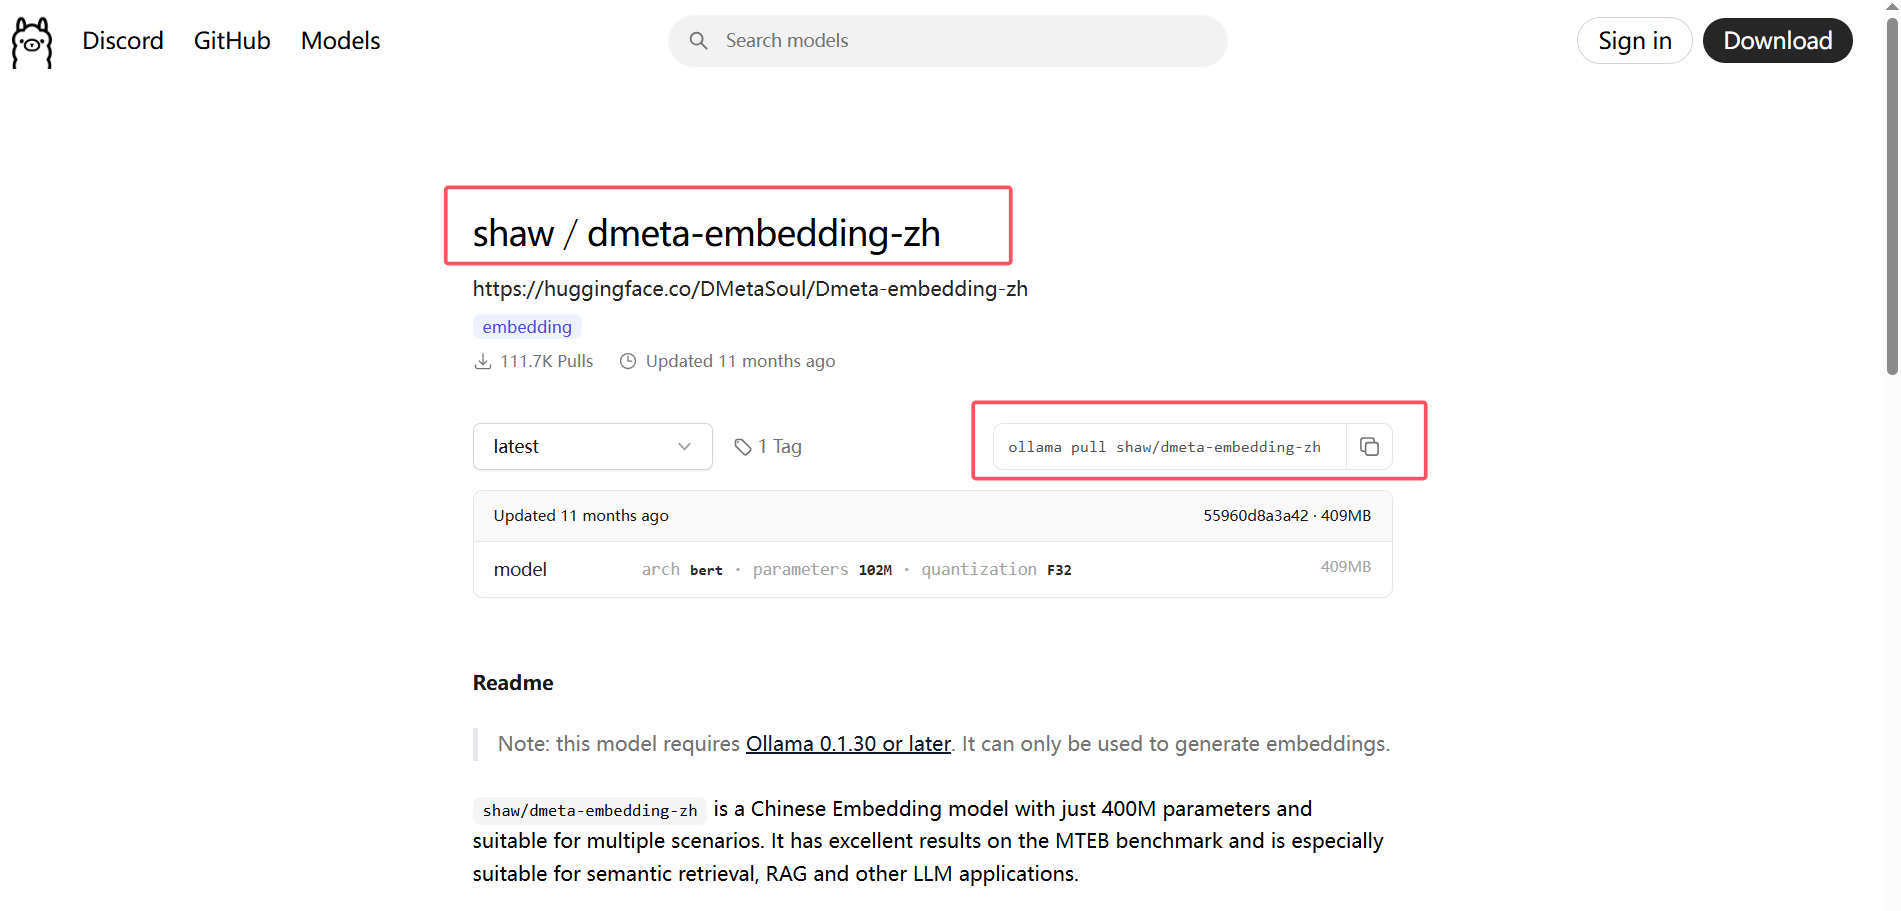 Discord GitHub Models Search models Sign in Download
shaw / dmeta-embedding-zh
https://huggingface.co/DMetaSoul/Dmeta-embedding-zh
embedding
111.7K Pulls Updated 11 months ago
latest 1 Tag ollama pull shaw/dmeta-embedding-zh
Updated 11 months ago 55960d8a3a42 · 409MB
model arch bert · parameters 102M · quantization F32 409MB
Readme
Note: this model requires Ollama 0.1.30 or later. It can only be used to generate embeddings.
shaw/dmeta-embedding-zh is a Chinese Embedding model with just 400M parameters and
suitable for multiple scenarios. It has excellent results on the MTEB benchmark and is especially
suitable for semantic retrieval, RAG and other LLM applications.